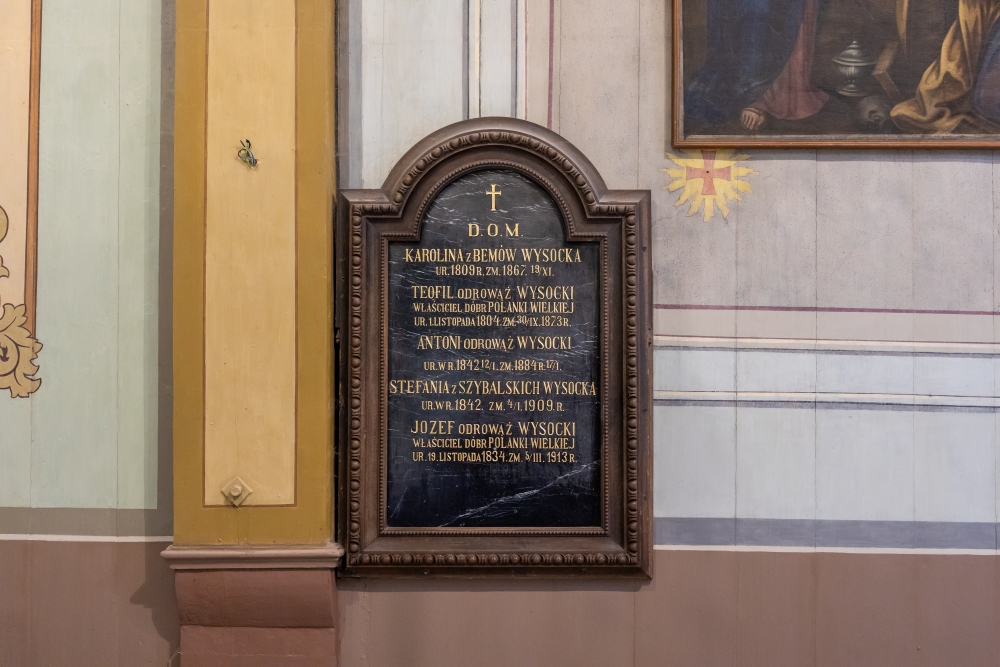 D.O.M.
KAROLINA z BEMÓW WYSOCKA
UR. 1809 R. ZM. 1867. 19/XI.
TEOFIL ODROWĄŻ WYSOCKI
WŁAŚCICIEL DÓBR POLANKI WIELKIEJ
UR. 1. LISTOPADA 1804. ZM. 30/IX. 1873 R.
ANTONI ODROWĄŻ WYSOCKI
UR. W R. 1842 12/I. ZM. 1884 R. 17/I.
STEFANIA z SZYBALSKICH WYSOCKA
UR. W R. 1842. ZM. 4/I. 1909. R.
JOZEF ODROWĄŻ WYSOCKI
WŁAŚCICIEL DÓBR POLANKI WIELKIEJ
UR. 19. LISTOPADA 1834. ZM. 5/III. 1913 R.